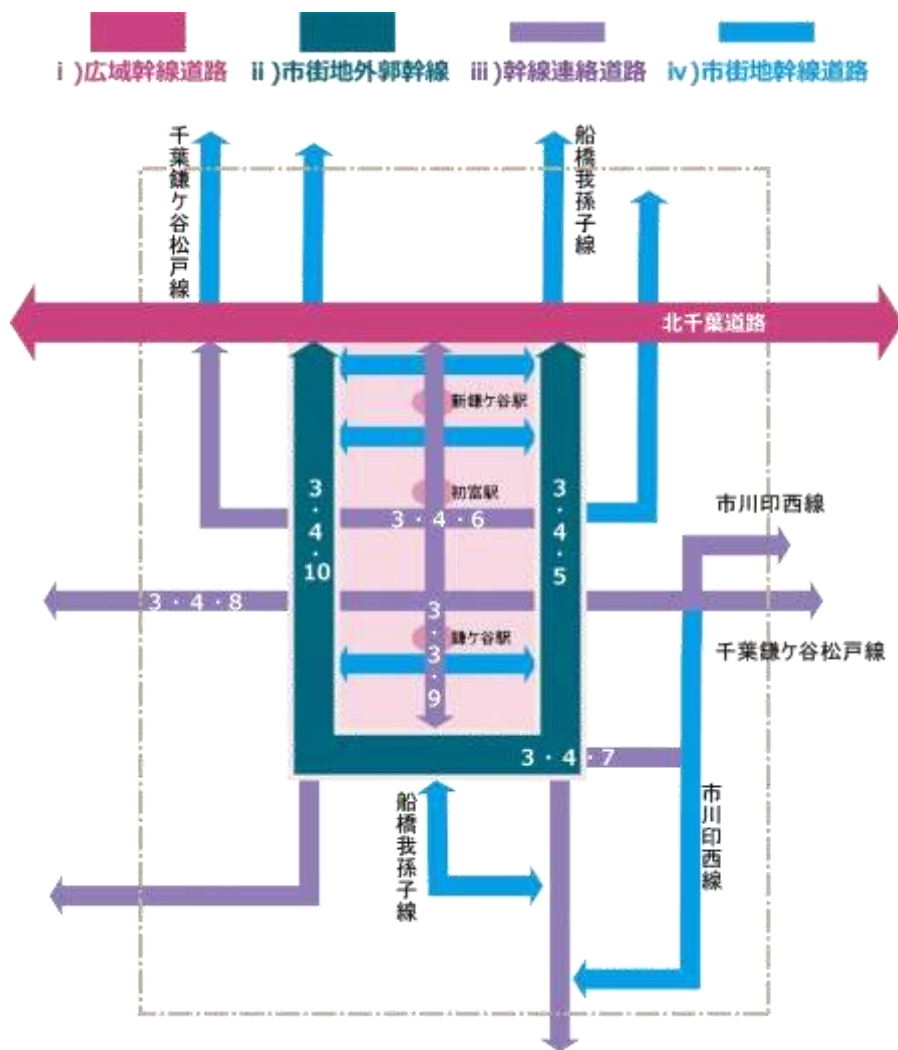 ⅰ)広域幹線道路
ⅱ)市街地外郭幹線
ⅲ)幹線連絡道路
ⅳ)市街地幹線道路
千葉鎌ケ谷松戸線
船橋我孫子線
北千葉道路
新鎌ケ谷駅
初富駅
3・4・10
3・4・6
3・4・5
市川印西線
3・4・8
3・3・9
鎌ケ谷駅
千葉鎌ケ谷松戸線
3・4・7
船橋我孫子線
市川印西線